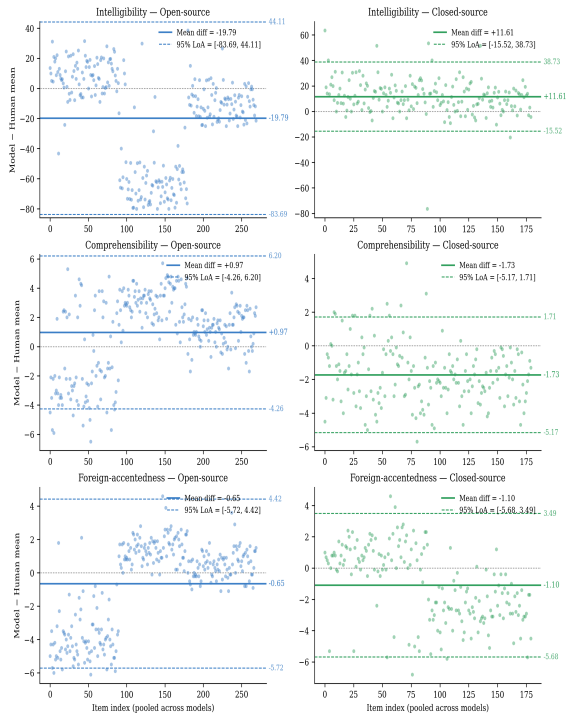 Intelligibility — Open-source
44.11
Mean diff = -19.79
95% LoA = [-83.69, 44.11]
-19.79
-83.69
40
20
0
−20
−40
−60
−80
0 50 100 150 200 250
Model − Human mean
Intelligibility — Closed-source
Mean diff = +11.61
95% LoA = [-15.52, 38.73]
38.73
+11.61
-15.52
60
40
20
0
−20
−40
−60
−80
0 25 50 75 100 125 150 175
Comprehensibility — Open-source
6.20
Mean diff = +0.97
95% LoA = [-4.26, 6.20]
+0.97
-4.26
6
4
2
0
−2
−4
−6
0 50 100 150 200 250
Model − Human mean
Comprehensibility — Closed-source
Mean diff = -1.73
95% LoA = [-5.17, 1.71]
1.71
-1.73
-5.17
4
2
0
−2
−4
−6
0 25 50 75 100 125 150 175
Foreign-accentedness — Open-source
4.42
Mean diff = -0.65
95% LoA = [-5.72, 4.42]
-0.65
-5.72
4
2
0
−2
−4
−6
0 50 100 150 200 250
Model − Human mean
Item index (pooled across models)
Foreign-accentedness — Closed-source
Mean diff = -1.10
95% LoA = [-5.68, 3.49]
3.49
-1.10
-5.68
4
2
0
−2
−4
−6
0 25 50 75 100 125 150 175
Item index (pooled across models)